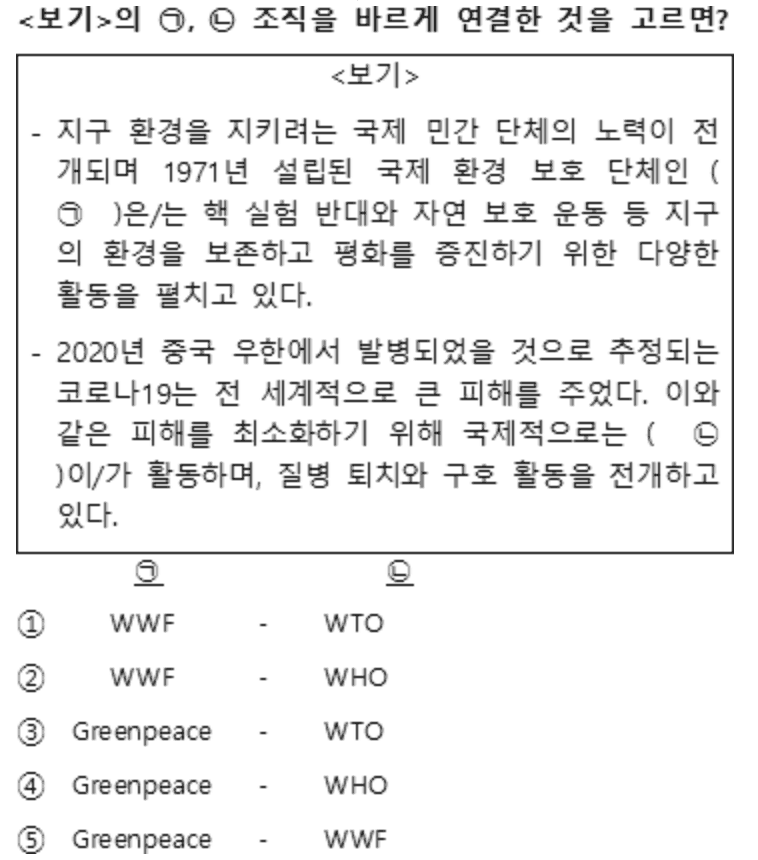 <보기>의 ㉠, ㉡ 조직을 바르게 연결한 것을 고르면?
<보기>
- 지구 환경을 지키려는 국제 민간 단체의 노력이 전
개되며 1971년 설립된 국제 환경 보호 단체인 (
㉠ )은/는 핵 실험 반대와 자연 보호 운동 등 지구
의 환경을 보존하고 평화를 증진하기 위한 다양한
활동을 펼치고 있다.
- 2020년 중국 우한에서 발병되었을 것으로 추정되는
코로나19는 전 세계적으로 큰 피해를 주었다. 이와
같은 피해를 최소화하기 위해 국제적으로는 ( ㉡
)이/가 활동하며, 질병 퇴치와 구호 활동을 전개하고
있다.
㉠ ㉡
① WWF - WTO
② WWF - WHO
③ Greenpeace - WTO
④ Greenpeace - WHO
⑤ Greenpeace - WWF